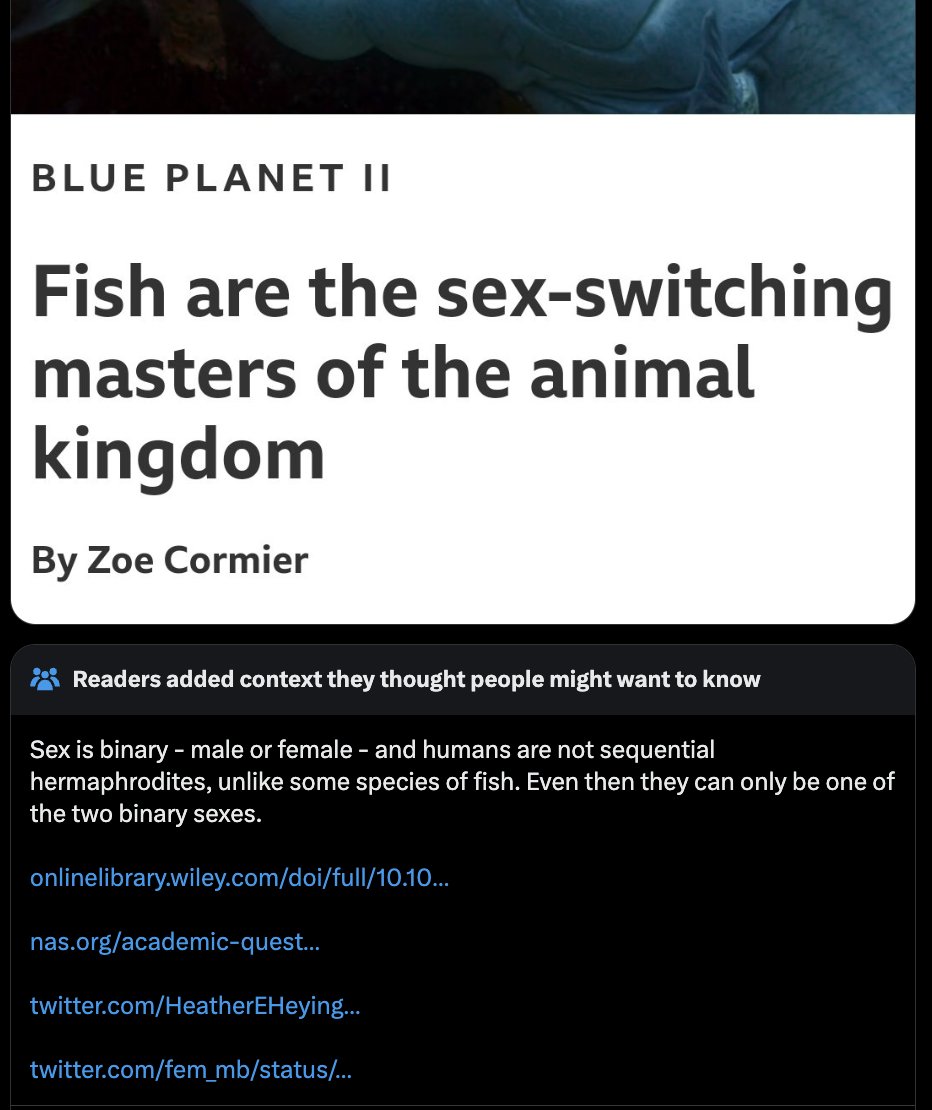 BLUE PLANET II
Fish are the sex-switching
masters of the animal
kingdom
By Zoe Cormier
Readers added context they thought people might want to know
Sex is binary - male or female - and humans are not sequential
hermaphrodites, unlike some species of fish. Even then they can only be one of
the two binary sexes.
onlinelibrary.wiley.com/doi/full/10.10...
nas.org/academic-quest...
twitter.com/HeatherEHeying...
twitter.com/fem_mb/status/...